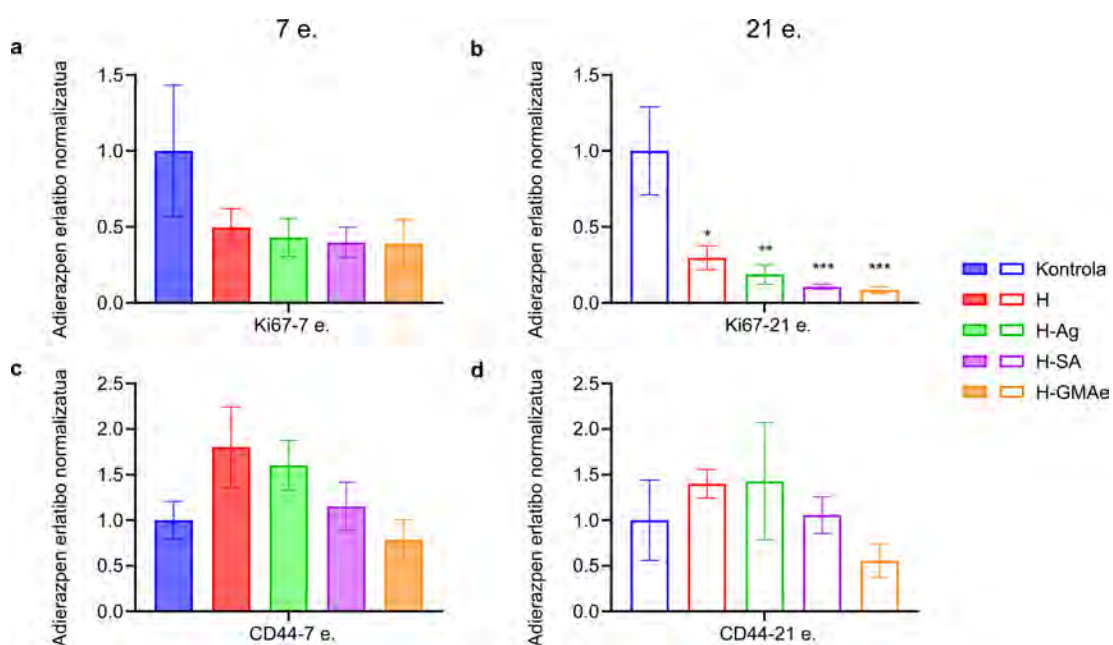 7 e.
21 e.
a
Adierazpen erlatibo normalizatua
1.5
1.0
0.5
0.0
Ki67-7 e.
b
Adierazpen erlatibo normalizatua
1.5
1.0
0.5
0.0
*
**
***
***
Ki67-21 e.
Kontrola
H
H-Ag
H-SA
H-GMAe
c
Adierazpen erlatibo normalizatua
2.5
2.0
1.5
1.0
0.5
0.0
CD44-7 e.
d
Adierazpen erlatibo normalizatua
2.5
2.0
1.5
1.0
0.5
0.0
CD44-21 e.